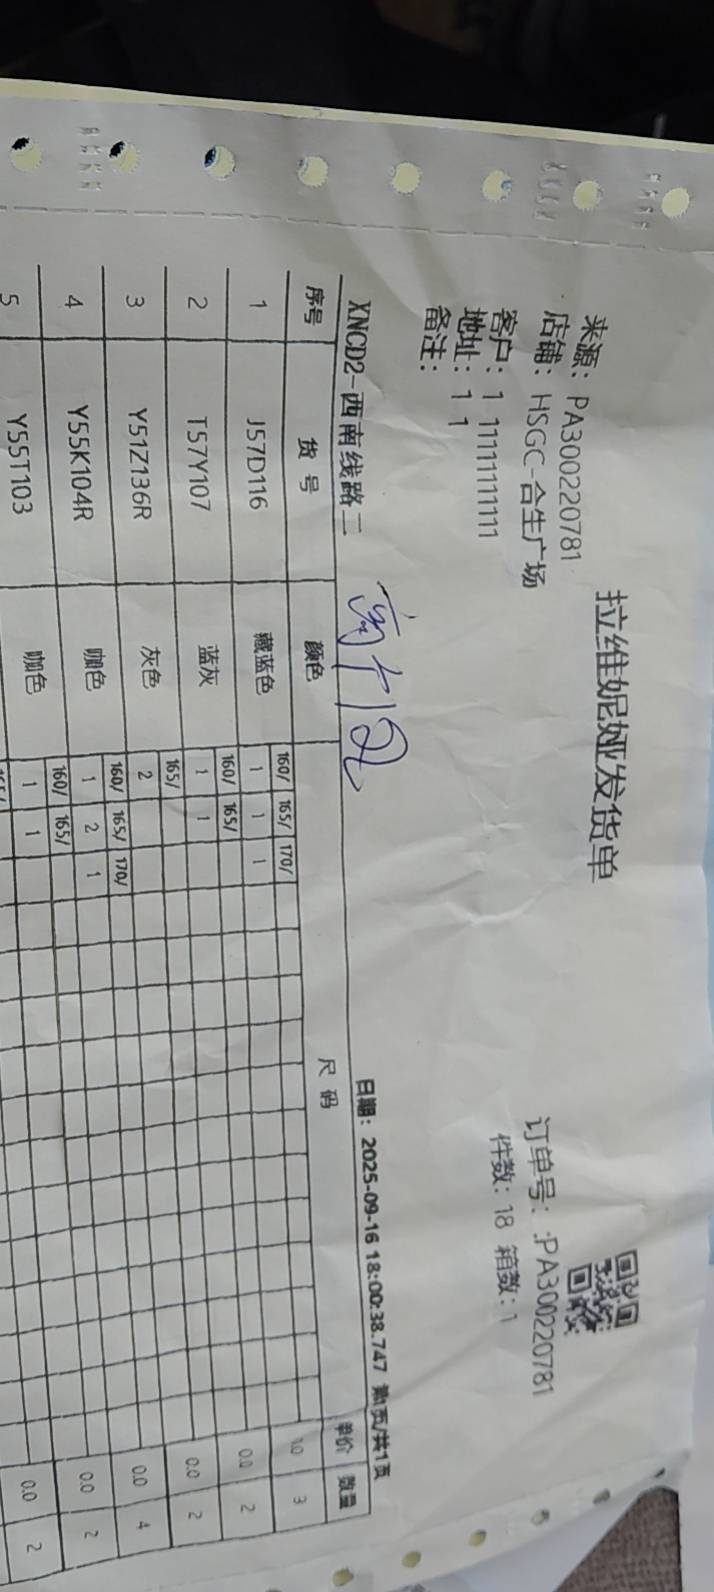 拉维妮娅发货单
来源： PA300220781
订单号： :PA300220781
店铺： HSGC-合生广场
件数: 18 箱数: 1
客户: 1 11111111111
地址: 1 1
备注:
XNCD2-西南线路二
日期： 2025-09-16 18:00:38.747 第1页/共1页
序号 货号 颜色 尺码 单价 数量
160/ 165/ 170/
1 J57D116 藏蓝色 1 1 1 3
160/ 165/
2 T57Y107 蓝灰 1 1 0.0 2
165/
3 Y51Z136R 灰色 2 0.0 2
160/ 165/ 170/
4 Y55K104R 咖色 1 2 1 0.0 4
160/ 165/
5 Y55T103 咖色 1 1 0.0 2
0.0 2